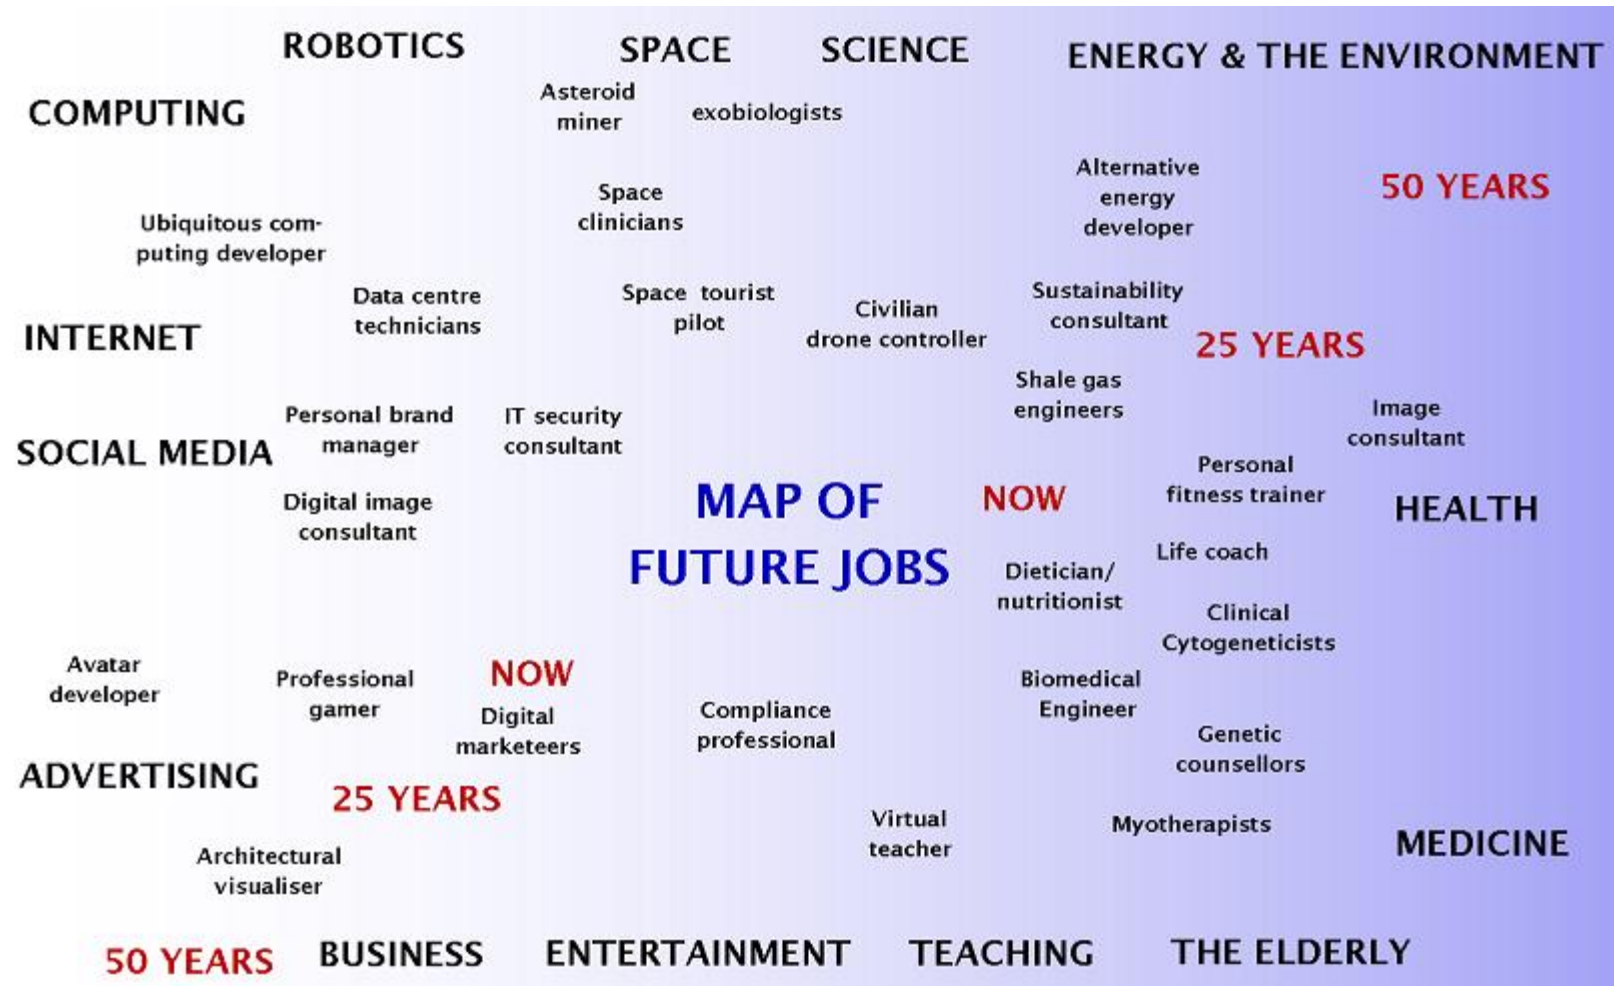 ROBOTICS
SPACE
SCIENCE
ENERGY & THE ENVIRONMENT
COMPUTING
Asteroid
miner
exobiologists
Alternative
energy
developer
50 YEARS
Space
clinicians
Ubiquitous com-
puting developer
Data centre
technicians
Space tourist
pilot
Civilian
drone controller
Sustainability
consultant
INTERNET
25 YEARS
Shale gas
engineers
Image
consultant
Personal brand
manager
IT security
consultant
SOCIAL MEDIA
Personal
fitness trainer
MAP OF
FUTURE JOBS
NOW
HEALTH
Digital image
consultant
Life coach
Dietician/
nutritionist
Clinical
Cytogeneticists
Avatar
developer
Professional
gamer
NOW
Digital
marketeers
Compliance
professional
Biomedical
Engineer
Genetic
counsellors
ADVERTISING
25 YEARS
Virtual
teacher
Myotherapists
MEDICINE
Architectural
visualiser
50 YEARS
BUSINESS
ENTERTAINMENT
TEACHING
THE ELDERLY